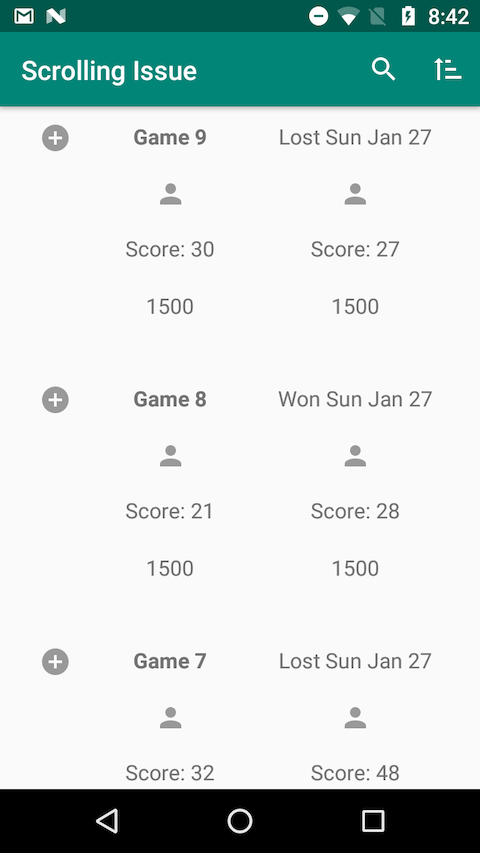 8:42
Scrolling Issue
Game 9 Lost Sun Jan 27
Score: 30 Score: 27
1500 1500
Game 8 Won Sun Jan 27
Score: 21 Score: 28
1500 1500
Game 7 Lost Sun Jan 27
Score: 32 Score: 48